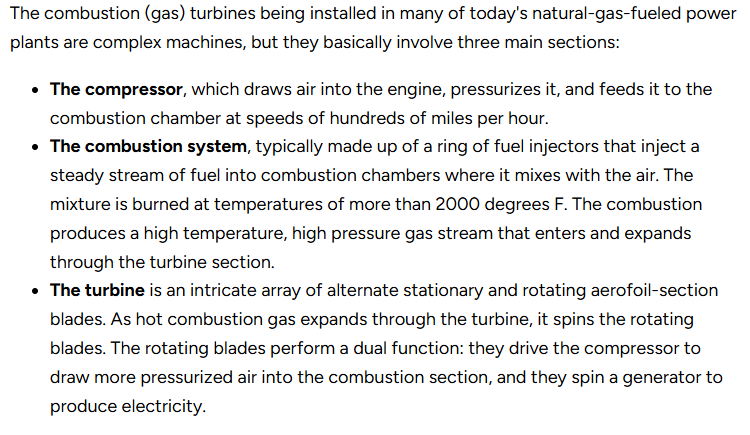 The combustion (gas) turbines being installed in many of today's natural-gas-fueled power
plants are complex machines, but they basically involve three main sections:
• The compressor, which draws air into the engine, pressurizes it, and feeds it to the
combustion chamber at speeds of hundreds of miles per hour.
• The combustion system, typically made up of a ring of fuel injectors that inject a
steady stream of fuel into combustion chambers where it mixes with the air. The
mixture is burned at temperatures of more than 2000 degrees F. The combustion
produces a high temperature, high pressure gas stream that enters and expands
through the turbine section.
• The turbine is an intricate array of alternate stationary and rotating aerofoil-section
blades. As hot combustion gas expands through the turbine, it spins the rotating
blades. The rotating blades perform a dual function: they drive the compressor to
draw more pressurized air into the combustion section, and they spin a generator to
produce electricity.